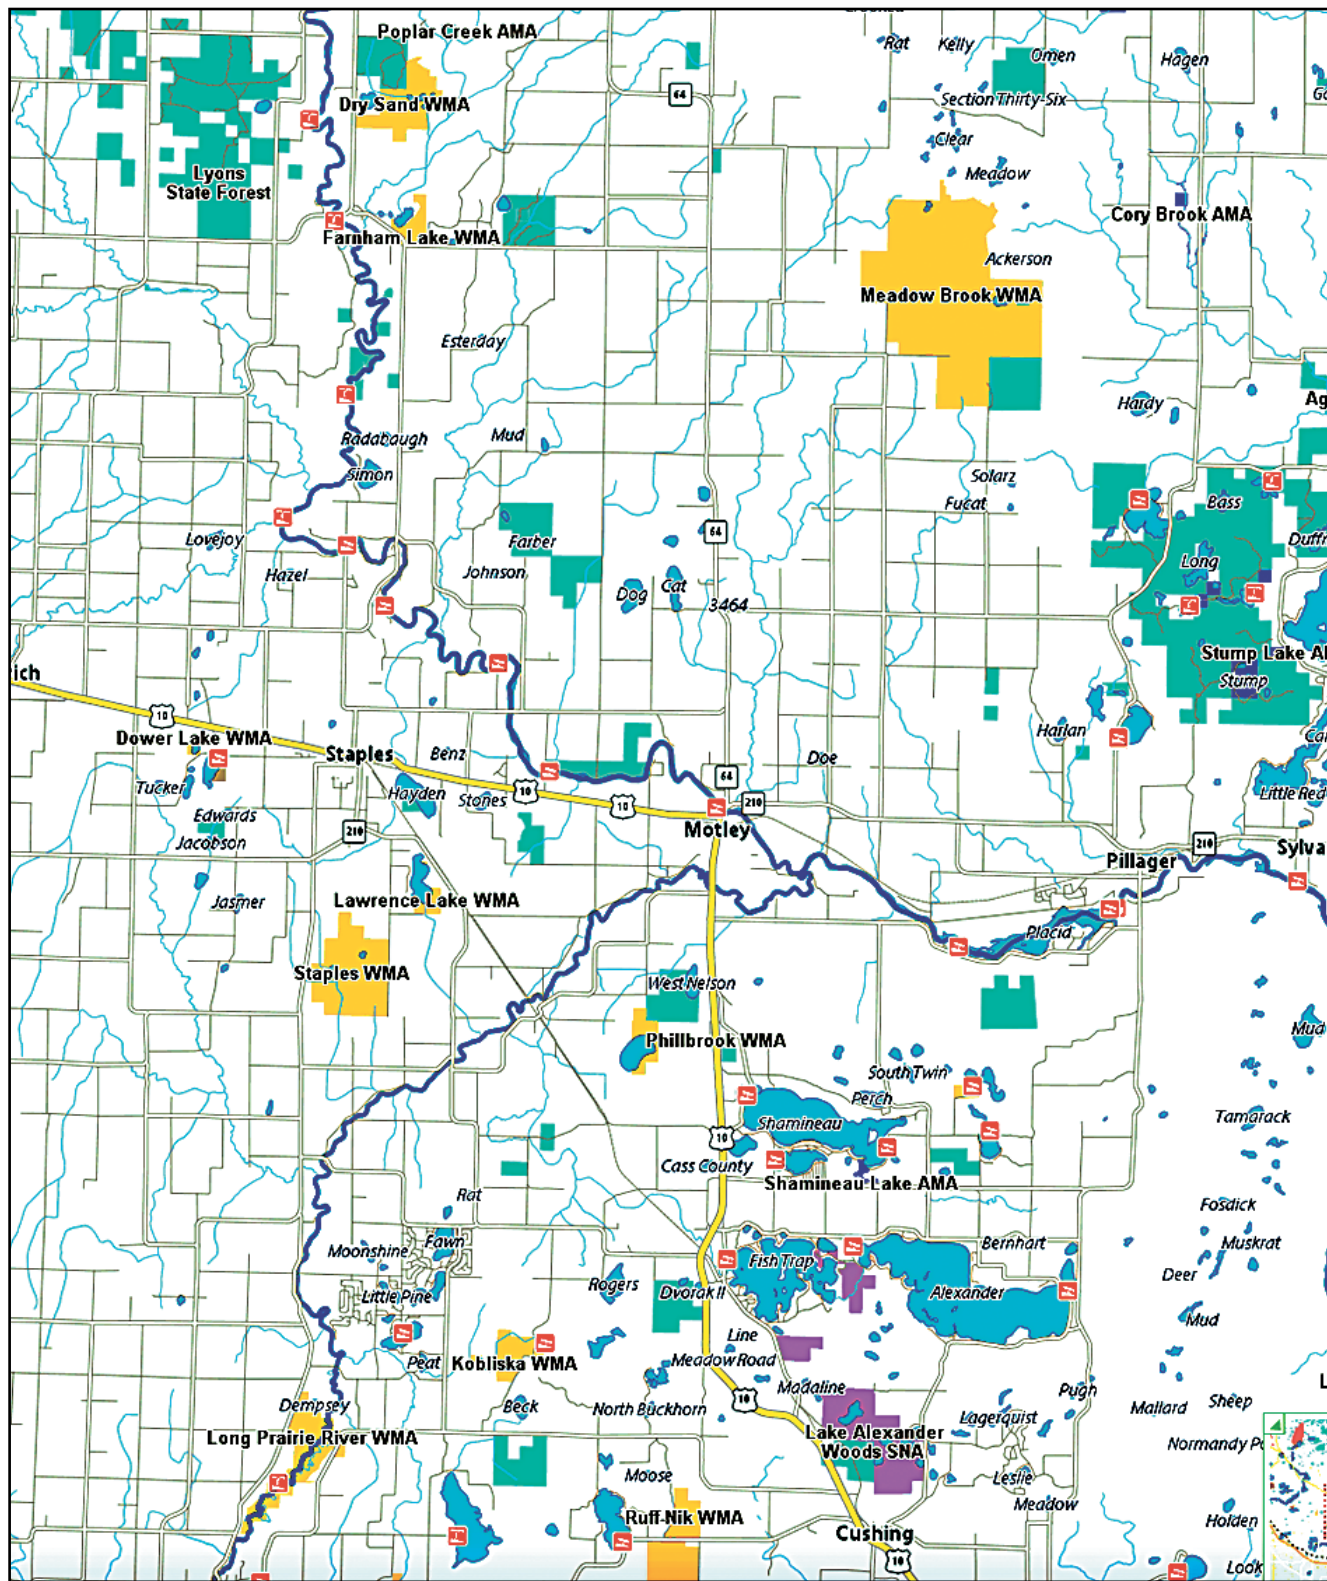 Poplar Creek AMA
Rat
Kelly
Omen
Hagen
64
Dry Sand WMA
Section Thirty-Six
Clear
Lyons
State Forest
Meadow
Cory Brook AMA
Farnham Lake WMA
Ackerson
Meadow Brook WMA
Esterday
Hardy
Ag
Radabaugh
Mud
Simon
Solarz
Fucat
Bass
64
Lovejoy
Farber
Duffn
Hazel
Johnson
Long
Dog
Cat
3464
Stump Lake A
Stump
ich
10
Dower Lake WMA
Staples
Benz
Harlan
Doe
64
Tucker
Hayden
Stones
10
10
210
Little Red
Edwards
Jacobson
210
Motley
Pillager
210
Sylva
Jasmer
Lawrence Lake WMA
Placid
Staples WMA
West Nelson
Mud
Phillbrook WMA
South Twin
Perch
Shamineau
Tamarack
10
Cass County
Shamineau Lake AMA
Rat
Fosdick
Moonshine
Fawn
Bernhart
Muskrat
Fish Trap
Deer
Little Pine
Rogers
Dvorak II
Alexander
Mud
Line
Peat
Kobliska WMA
Meadow Road
Madaline
Pugh
Sheep
Dempsey
Beck
North Buckhorn
10
Mallard
Lagerquist
Long Prairie River WMA
Lake Alexander
Woods SNA
Normandy P
Moose
Leslie
Meadow
Ruff-Nik WMA
Cushing
Holden
10
Look